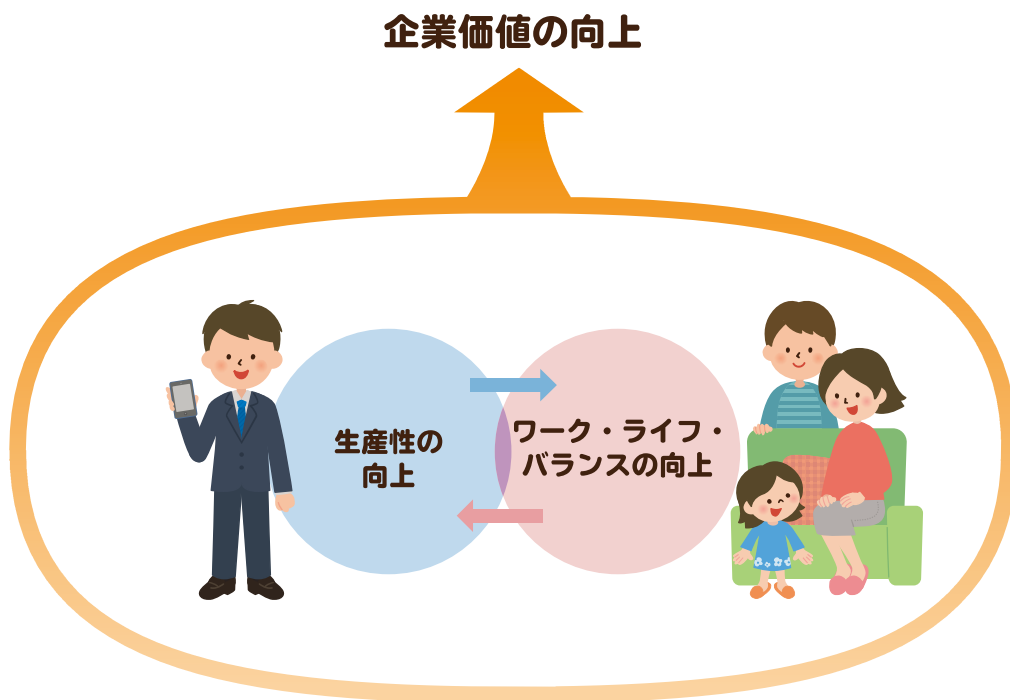 企業価値の向上
生産性の
向上
ワーク・ライフ・
バランスの向上